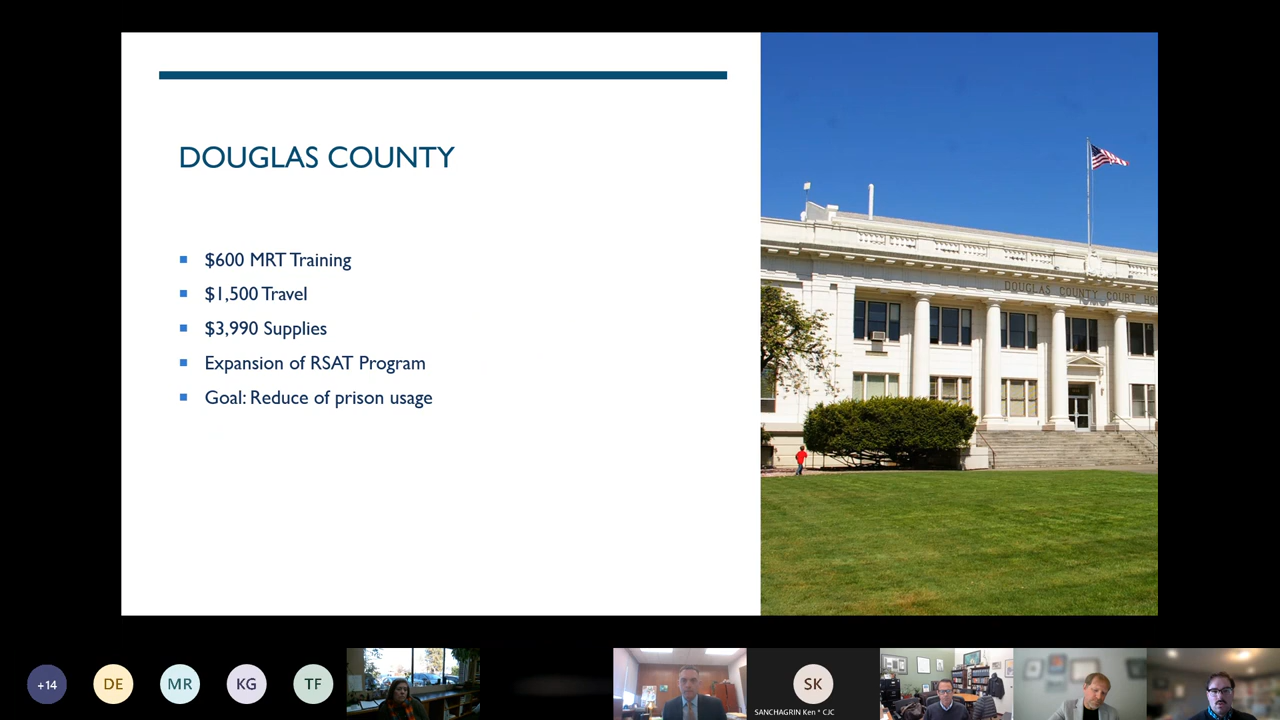 DOUGLAS COUNTY
$600 MRT Training
$1,500 Travel
$3,990 Supplies
Expansion of RSAT Program
Goal: Reduce of prison usage
DOUGLAS COUNTY COURT HO
+14
DE
MR
KG
TF
SK
SANCHAGRIN Ken * CJC